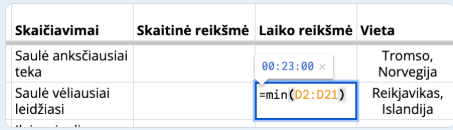 Skaičiavimai Skaitinė reikšmė Laiko reikšmė Vieta
Saulė anksčiausiai
teka
00:23:00 ×
Tromso,
Norvegija
Saulė vėliausiai
leidžiasi
=min(D2:D21)
Reikjavikas,
Islandija